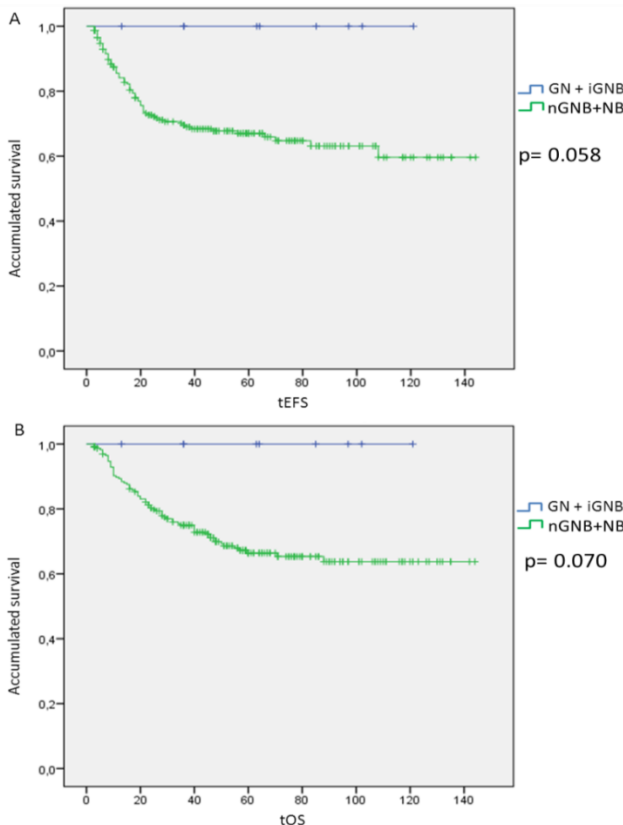 A
Accumulated survival
1,0
0,8
0,6
0,4
0,2
0,0
0 20 40 60 80 100 120 140
tEFS
GN + iGNB
nGNB+NB
p= 0.058
B
Accumulated survival
1,0
0,8
0,6
0,4
0,2
0,0
0 20 40 60 80 100 120 140
tOS
GN + iGNB
nGNB+NB
p= 0.070